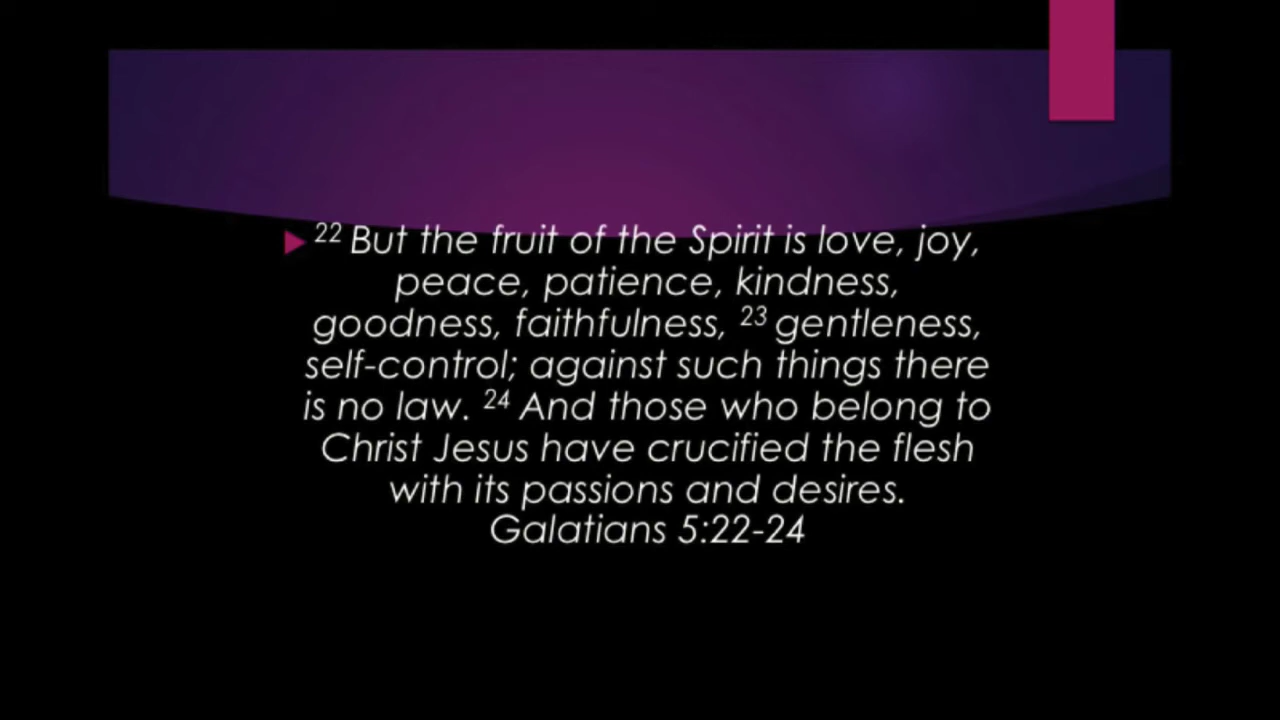 22 But the fruit of the Spirit is love, joy,
peace, patience, kindness,
goodness, faithfulness, 23 gentleness,
self-control; against such things there
is no law. 24 And those who belong to
Christ Jesus have crucified the flesh
with its passions and desires.
Galatians 5:22-24